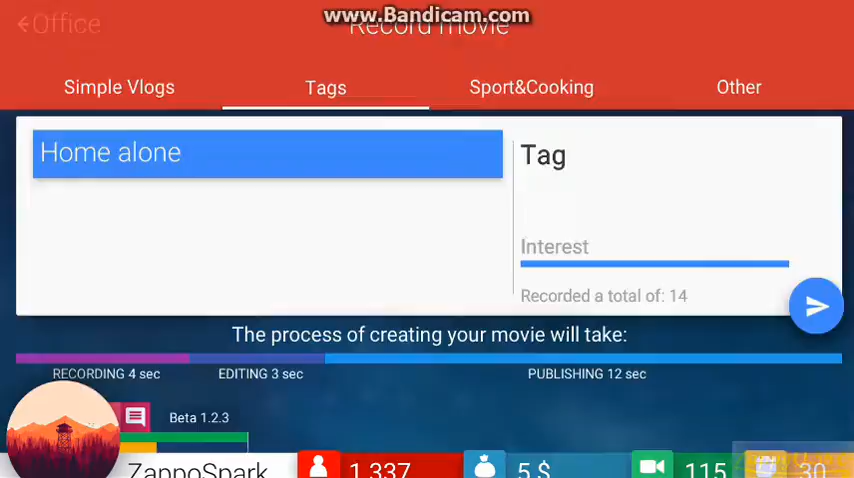 www.Bandicam.com
Office
Record movie
Simple Vlogs
Tags
Sport&Cooking
Other
Home alone
Tag
Interest
Recorded a total of: 14
The process of creating your movie will take:
RECORDING 4 sec
EDITING 3 sec
PUBLISHING 12 sec
Beta 1.2.3
ZappoSpark
1 337
5 $
115
30